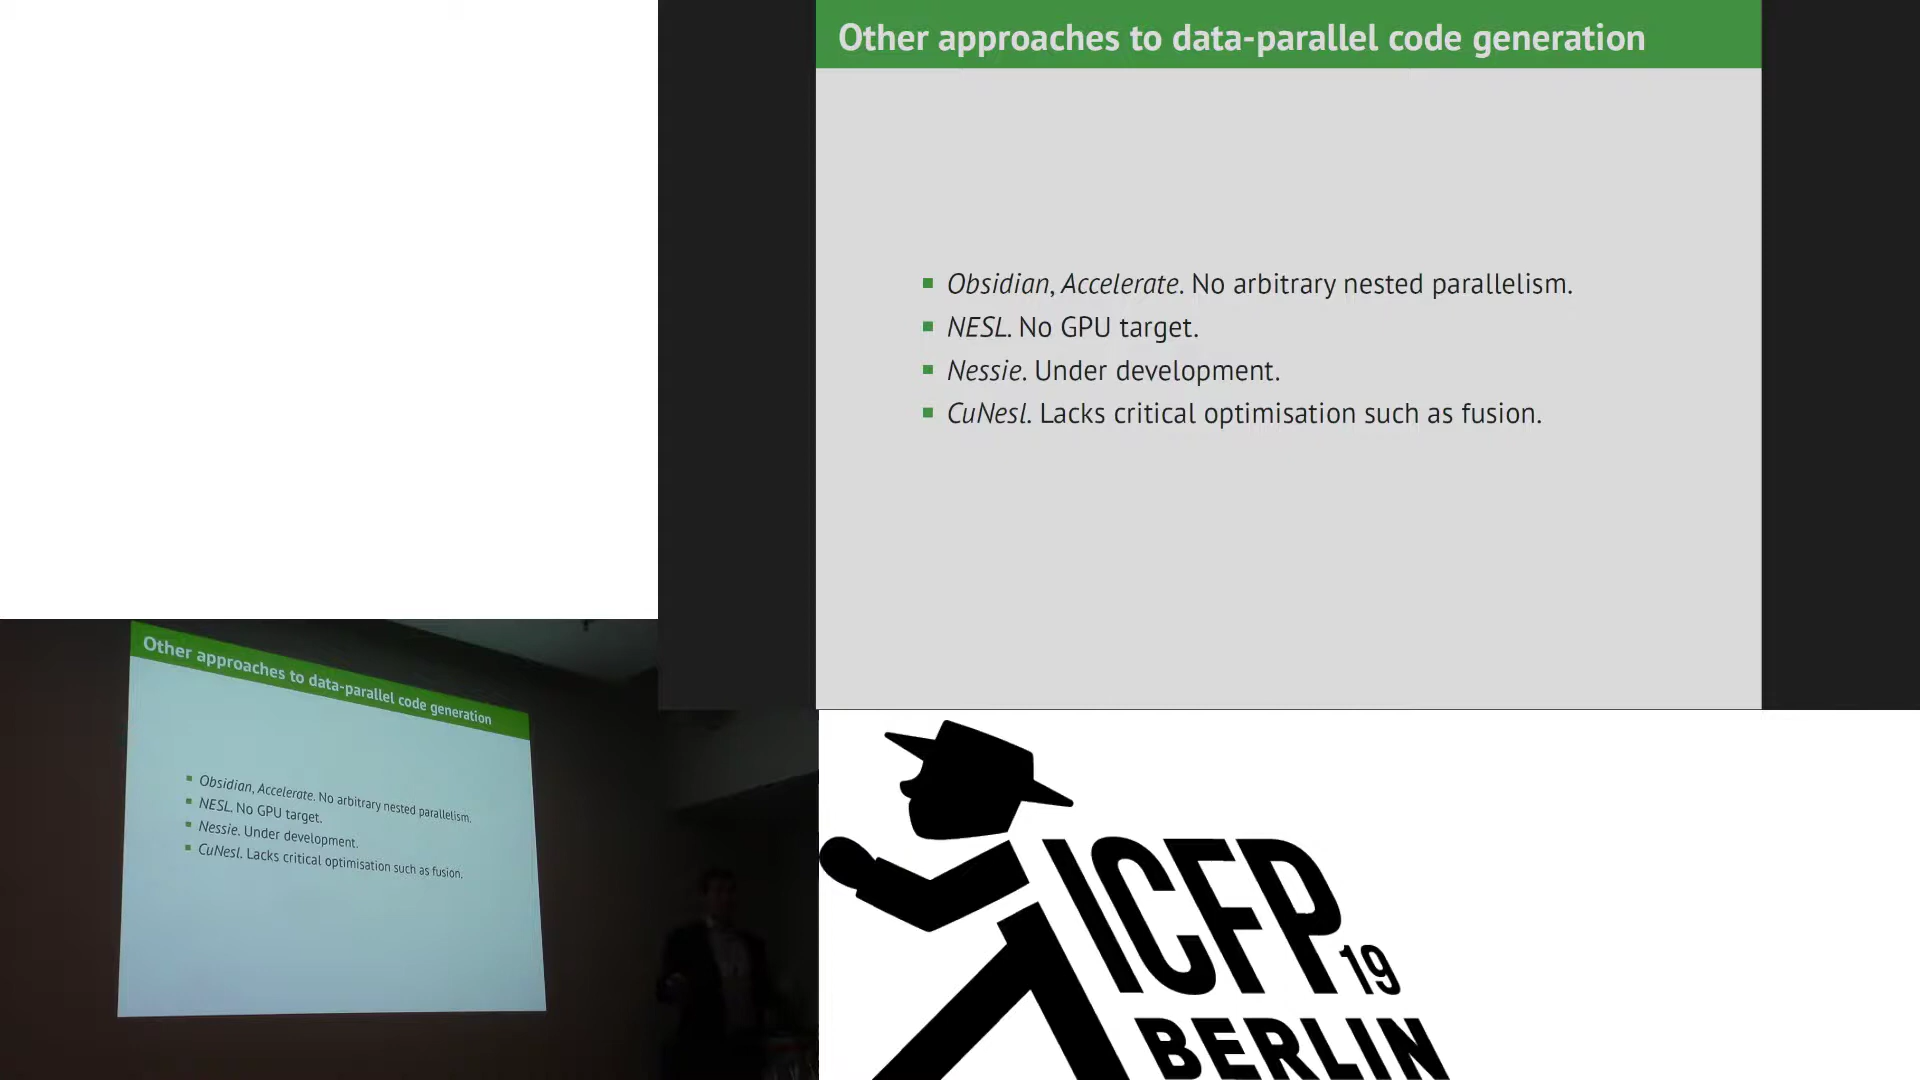 Other approaches to data-parallel code generation
▪ Obsidian, Accelerate. No arbitrary nested parallelism.
▪ NESL. No GPU target.
▪ Nessie. Under development.
▪ CuNesl. Lacks critical optimisation such as fusion.
Other approaches to data-parallel code generation
▪ Obsidian, Accelerate. No arbitrary nested parallelism.
▪ NESL. No GPU target.
▪ Nessie. Under development.
▪ CuNesl. Lacks critical optimisation such as fusion.
ICFP 19
BERLIN